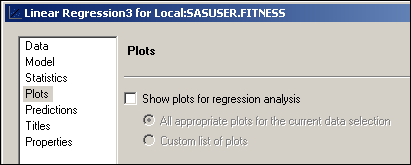 Linear Regression3 for Local:SASUSER.FITNESS
Data
Model
Statistics
Plots
Predictions
Titles
Properties
Plots
Show plots for regression analysis
All appropriate plots for the current data selection
Custom list of plots